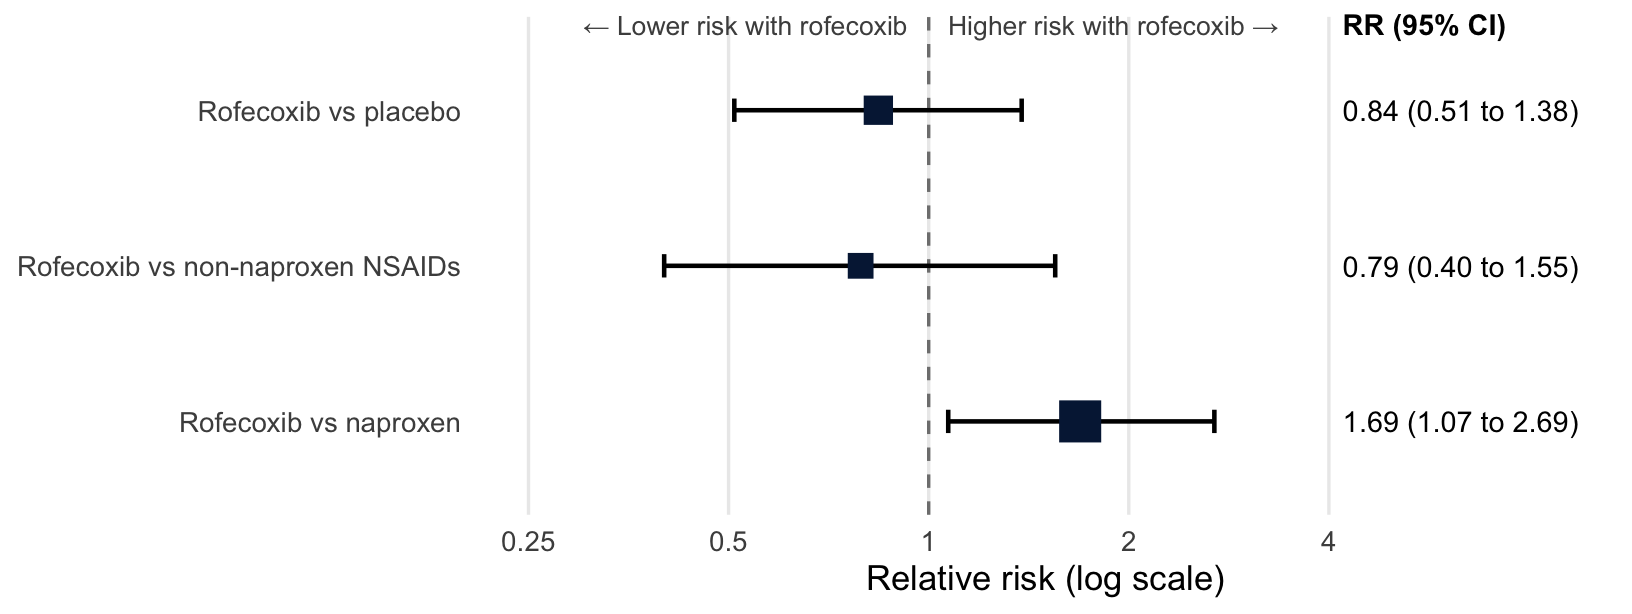 ← Lower risk with rofecoxib Higher risk with rofecoxib → RR (95% CI)
Rofecoxib vs placebo 0.84 (0.51 to 1.38)
Rofecoxib vs non-naproxen NSAIDs 0.79 (0.40 to 1.55)
Rofecoxib vs naproxen 1.69 (1.07 to 2.69)
0.25 0.5 1 2 4
Relative risk (log scale)